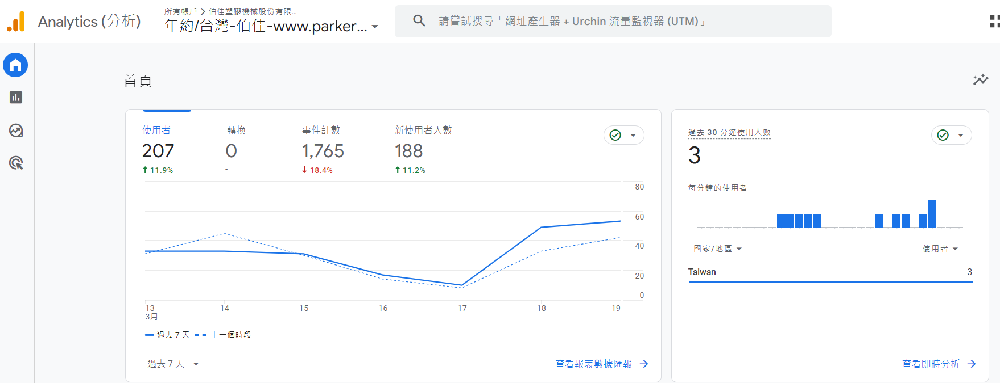 Analytics (分析)
所有帳戶 > 伯佳塑膠機械股份有限...
年約/台灣-伯佳-www.parker...
請嘗試搜尋「網址產生器 + Urchin 流量監視器 (UTM)」
首頁
使用者
207
↑ 11.9%
轉換
0
-
事件計數
1,765
↓ 18.4%
新使用者人數
188
↑ 11.2%
80
60
40
20
0
13
3月
14
15
16
17
18
19
過去 7 天
上一個時段
過去 7 天
查看報表數據匯報 →
過去 30 分鐘使用人數
3
每分鐘的使用者
國家/地區
使用者
Taiwan
3
查看即時分析 →